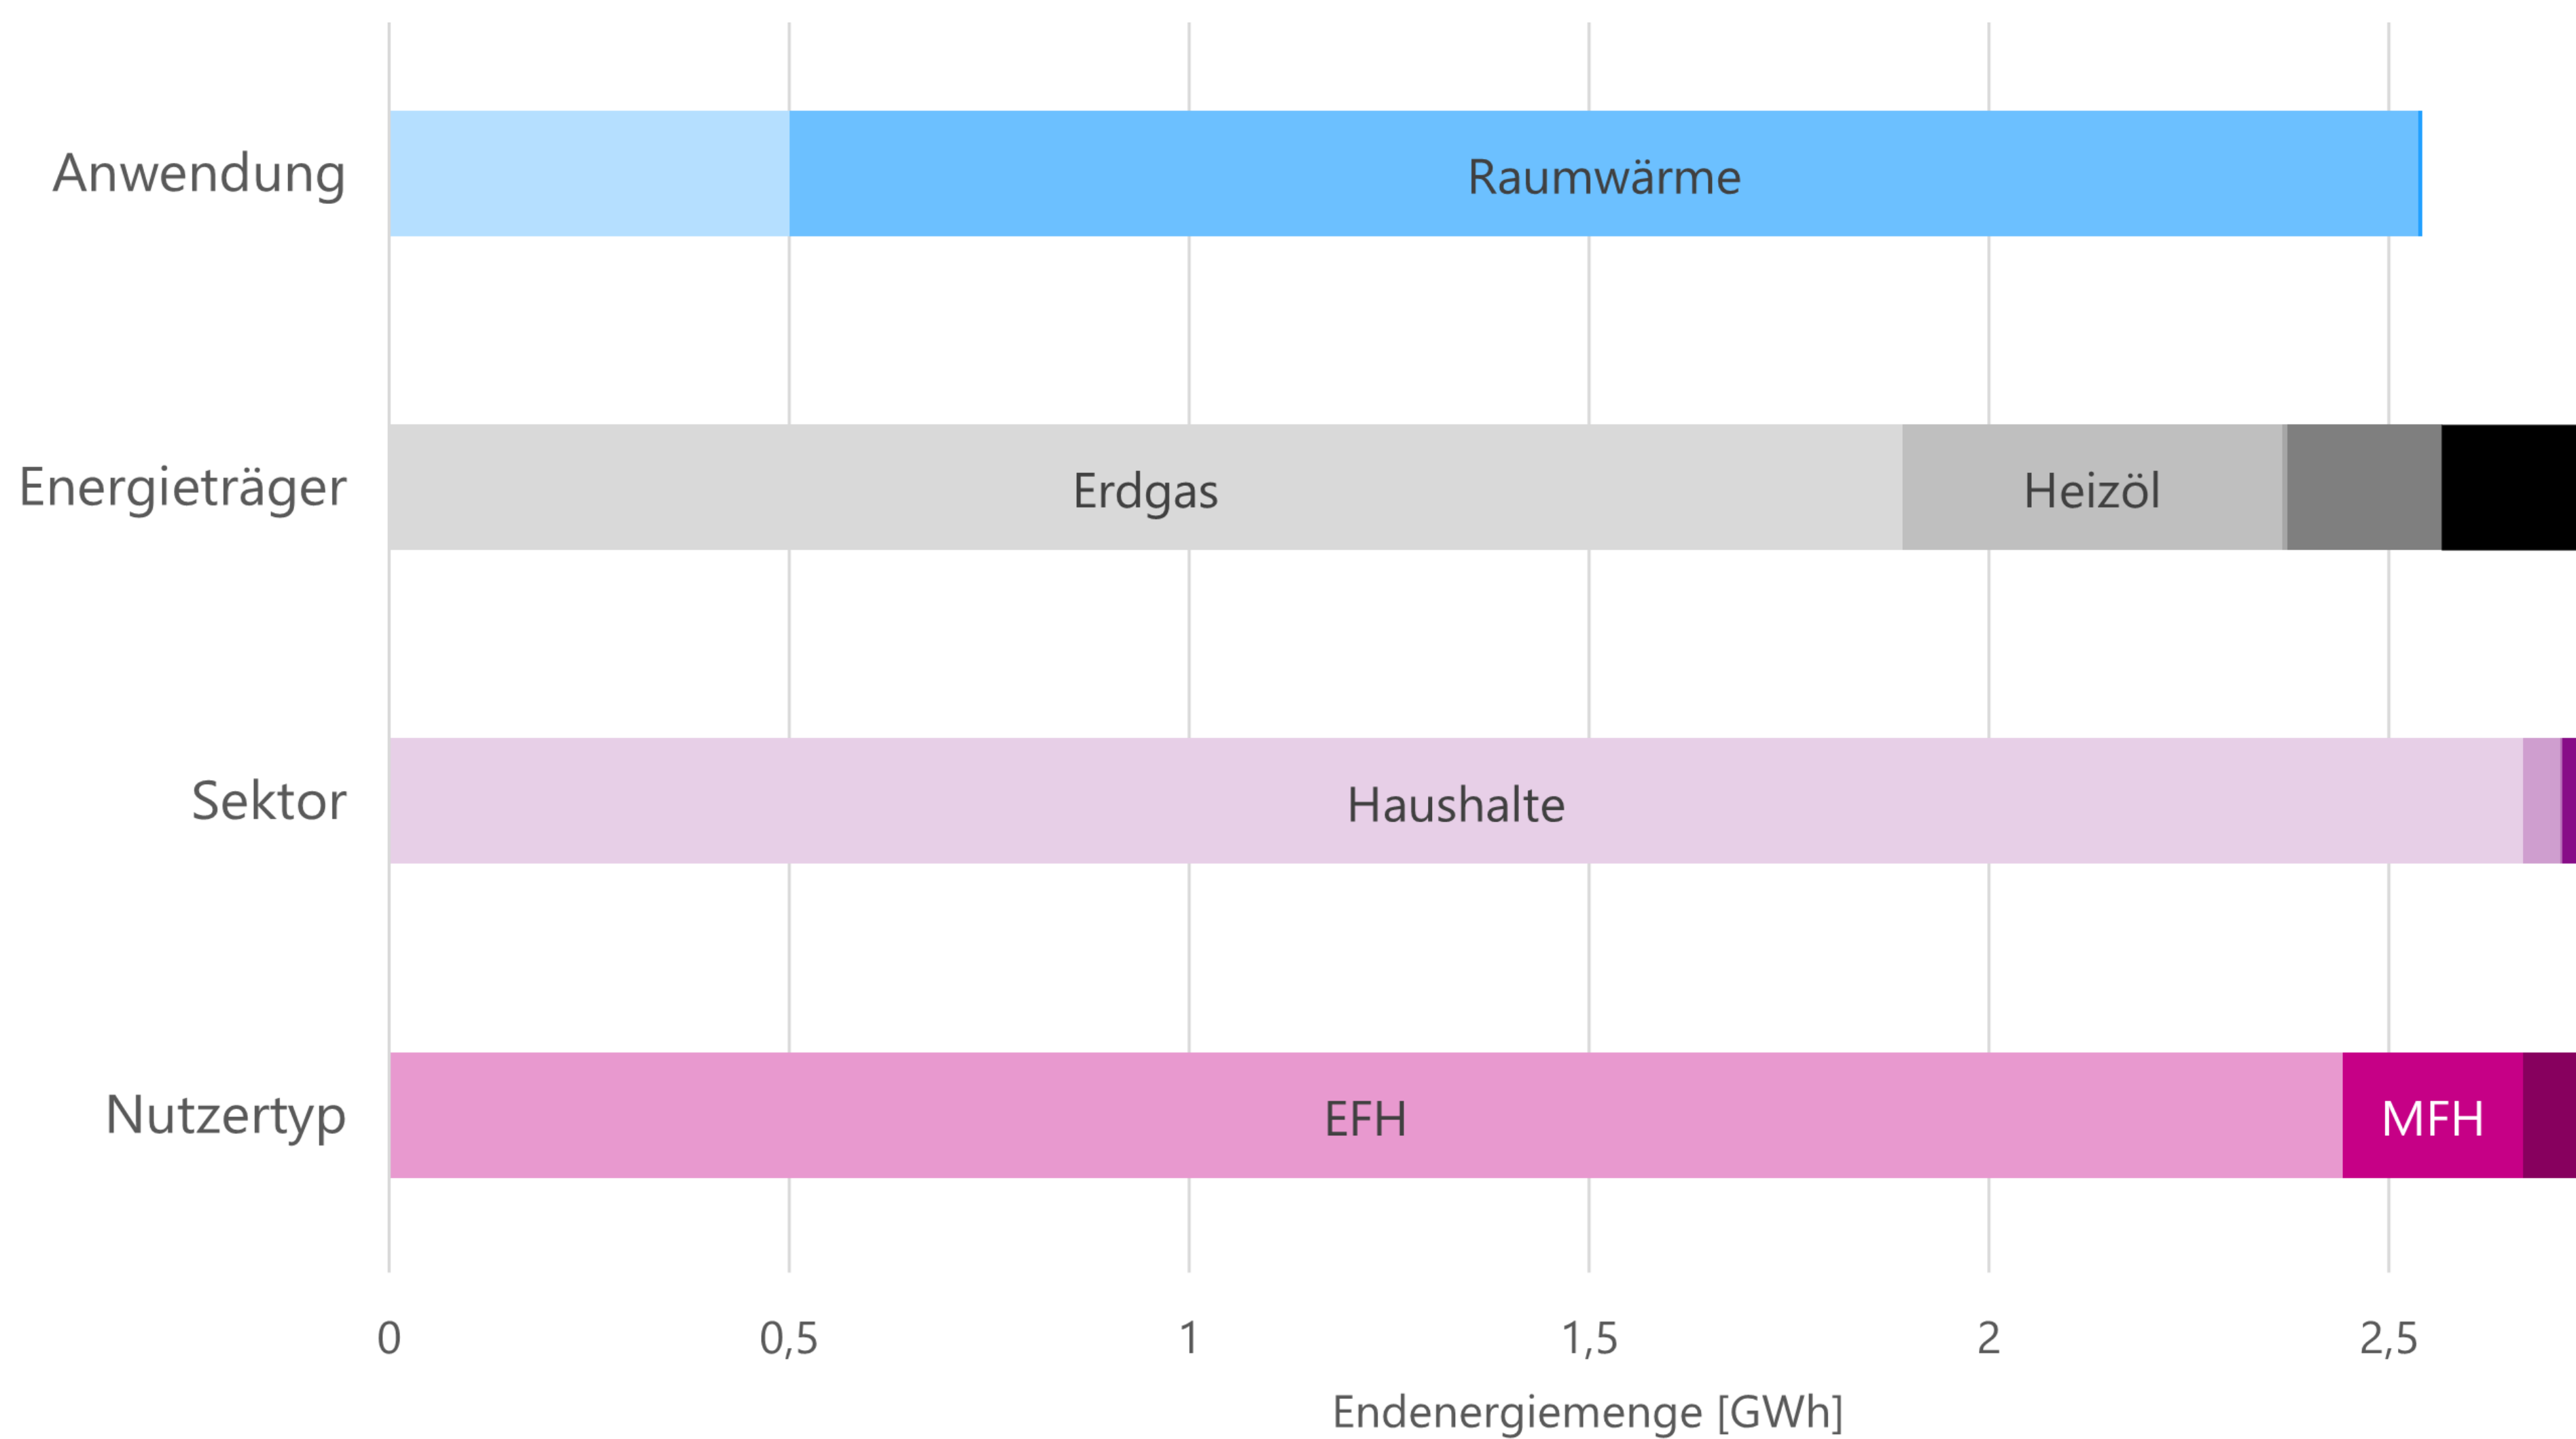 Anwendung
Raumwärme
Energieträger
Erdgas
Heizöl
Sektor
Haushalte
Nutzertyp
EFH
MFH
0
0,5
1
1,5
2
2,5
Endenergiemenge [GWh]